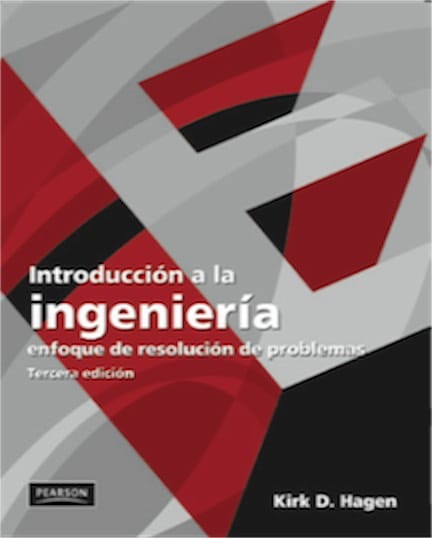 Introducción a la
ingeniería
enfoque de resolución de problemas
Tercera edición
PEARSON
Kirk D. Hagen